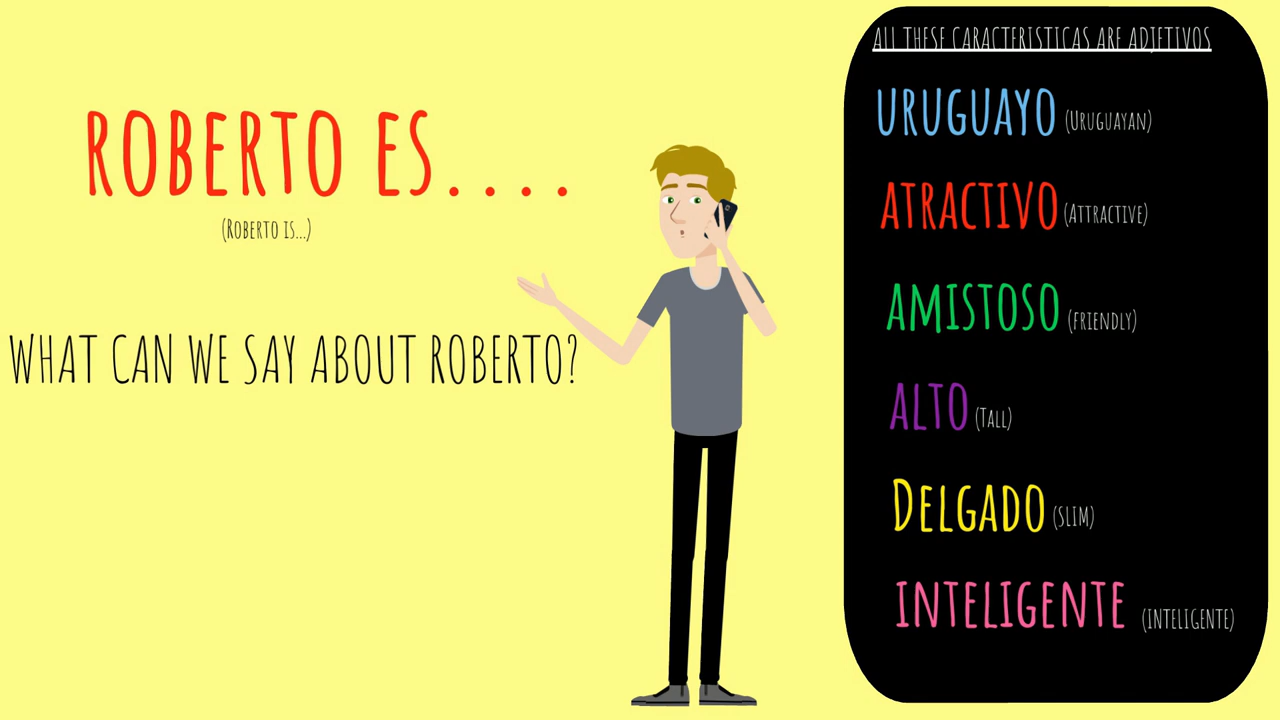 ROBERTO ES....
(ROBERTO IS...)
WHAT CAN WE SAY ABOUT ROBERTO?
ALL THESE CARACTERISTICAS ARE ADJETIVOS
URUGUAYO (URUGUAYAN)
ATRACTIVO (ATTRACTIVE)
AMISTOSO (FRIENDLY)
ALTO (TALL)
DELGADO (SLIM)
INTELIGENTE (INTELIGENTE)